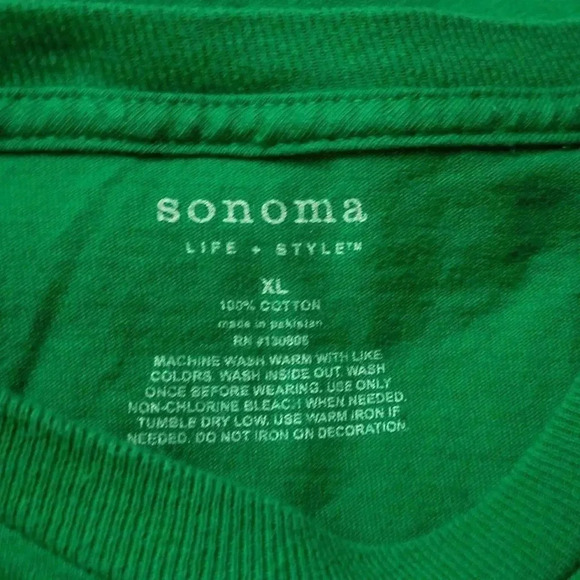 sonoma
LIFE + STYLE™
XL
100% COTTON
made in pakistan
RN #130806
MACHINE WASH WARM WITH LIKE
COLORS. WASH INSIDE OUT. WASH
ONCE BEFORE WEARING. USE ONLY
NON-CHLORINE BLEACH WHEN NEEDED.
TUMBLE DRY LOW. USE WARM IRON IF
NEEDED. DO NOT IRON ON DECORATION.